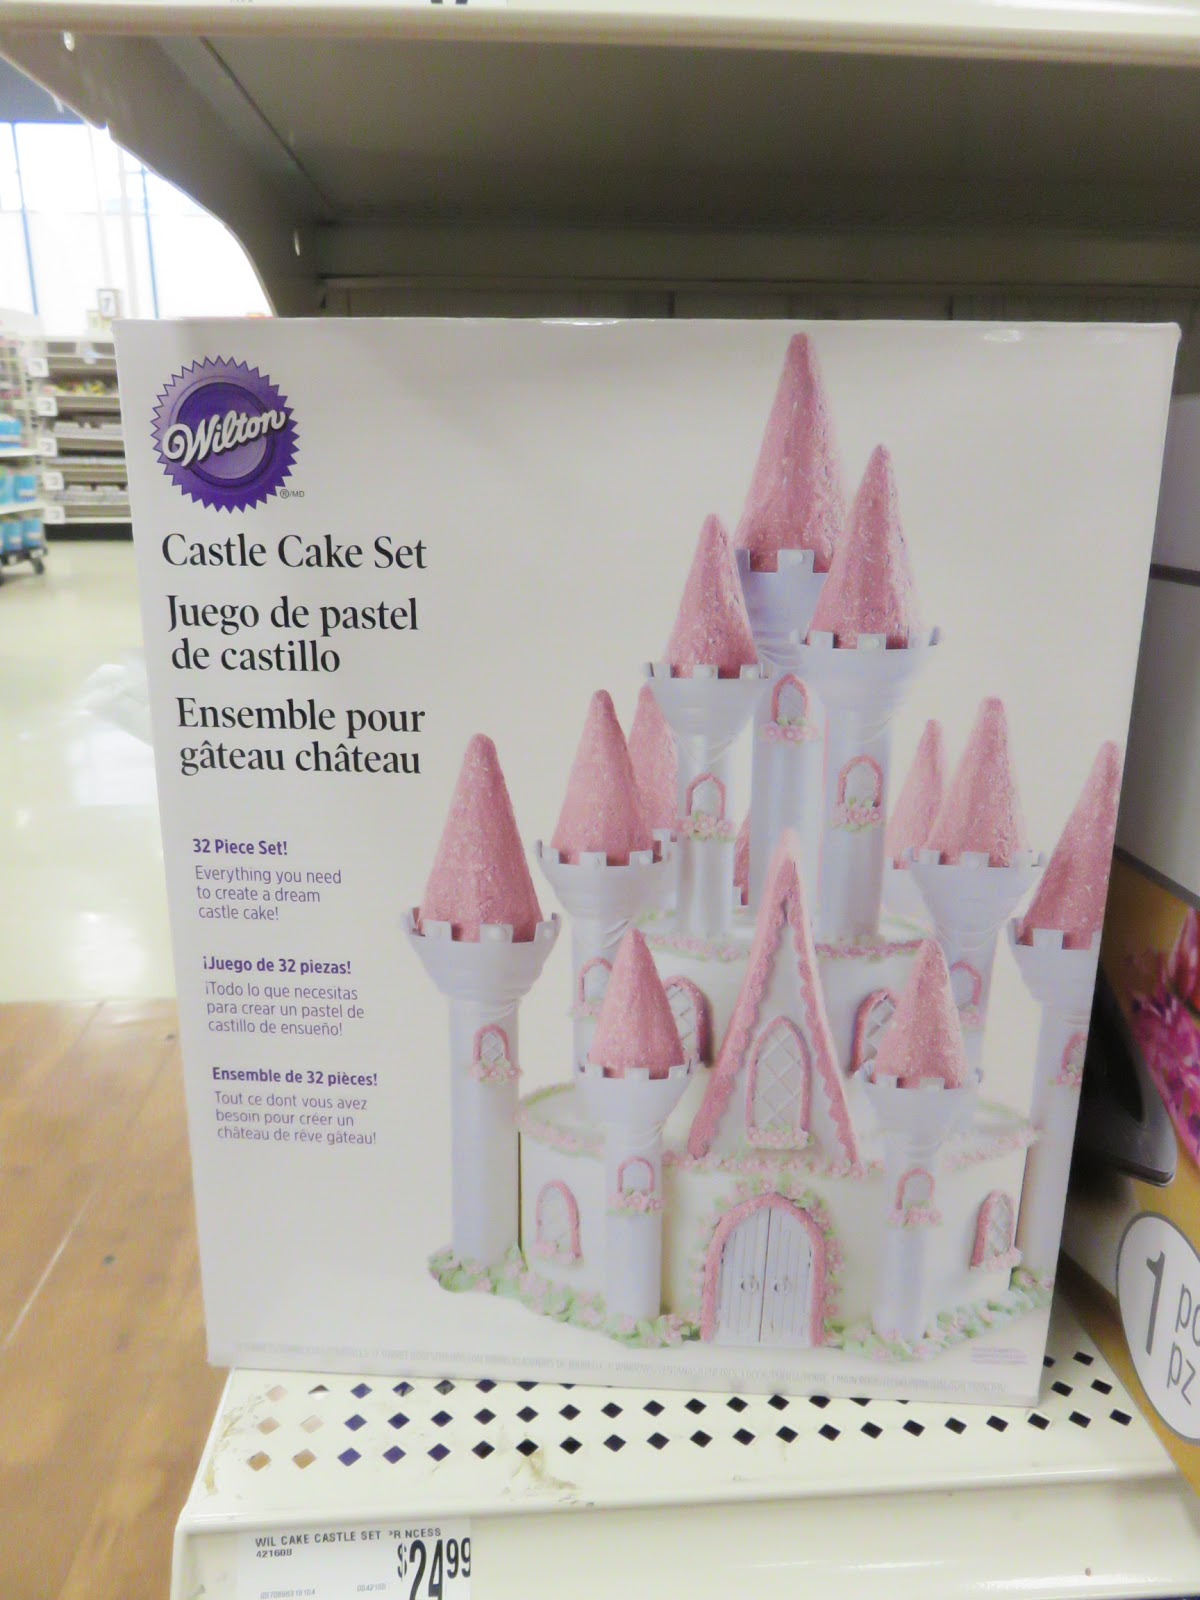 Wilton
®/MD
Castle Cake Set
Juego de pastel
de castillo
Ensemble pour
gâteau château
32 Piece Set!
Everything you need
to create a dream
castle cake!
¡Juego de 32 piezas!
¡Todo lo que necesitas
para crear un pastel de
castillo de ensueño!
Ensemble de 32 pièces!
Tout ce dont vous avez
besoin pour créer un
château de rêve gâteau!
1
WIL CAKE CASTLE SET
421608
$24.99